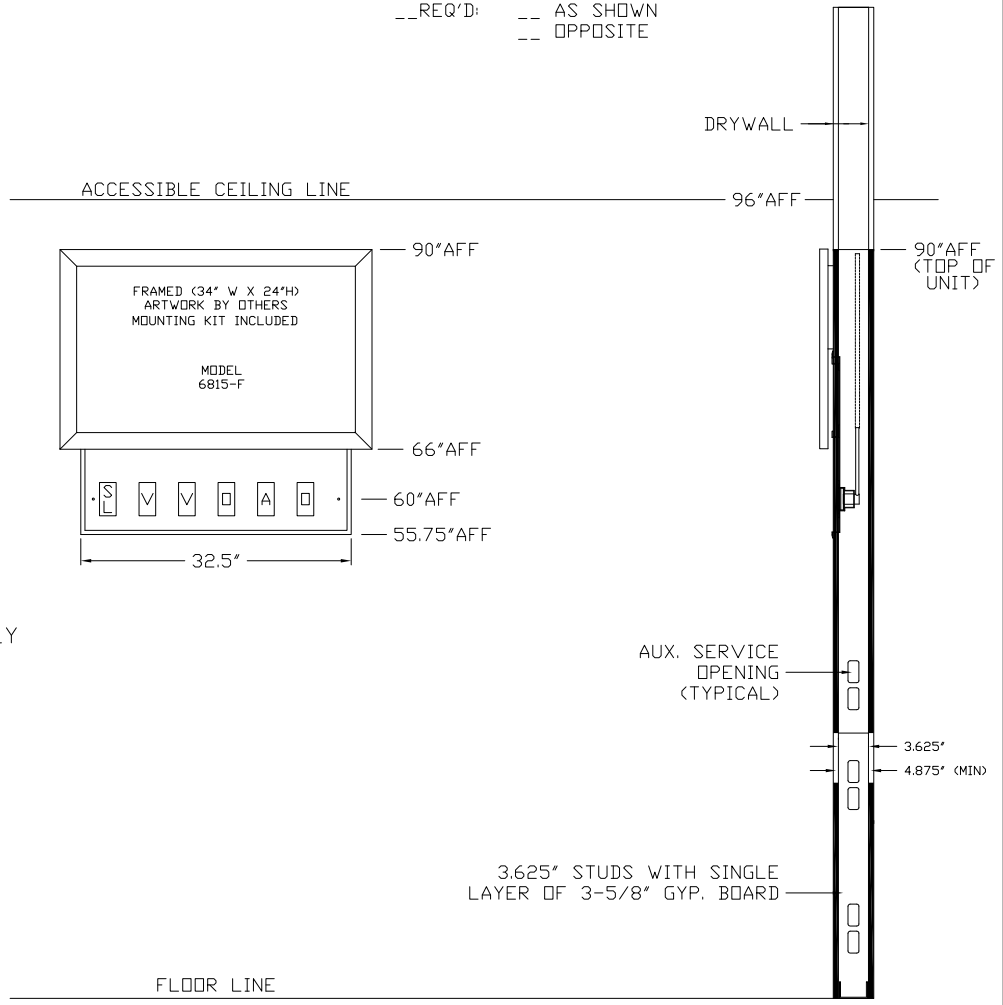 __REQ'D: __ AS SHOWN
__ OPPOSITE
DRYWALL
ACCESSIBLE CEILING LINE
96"AFF
90"AFF
90"AFF
(TOP OF
UNIT)
FRAMED (34" W X 24"H)
ARTWORK BY OTHERS
MOUNTING KIT INCLUDED
MODEL
6815-F
66"AFF
SL V V O A O
60"AFF
55.75"AFF
32.5"
LY
AUX. SERVICE
OPENING
(TYPICAL)
3.625"
4.875" (MIN)
3.625" STUDS WITH SINGLE
LAYER OF 3-5/8" GYP. BOARD
FLOOR LINE